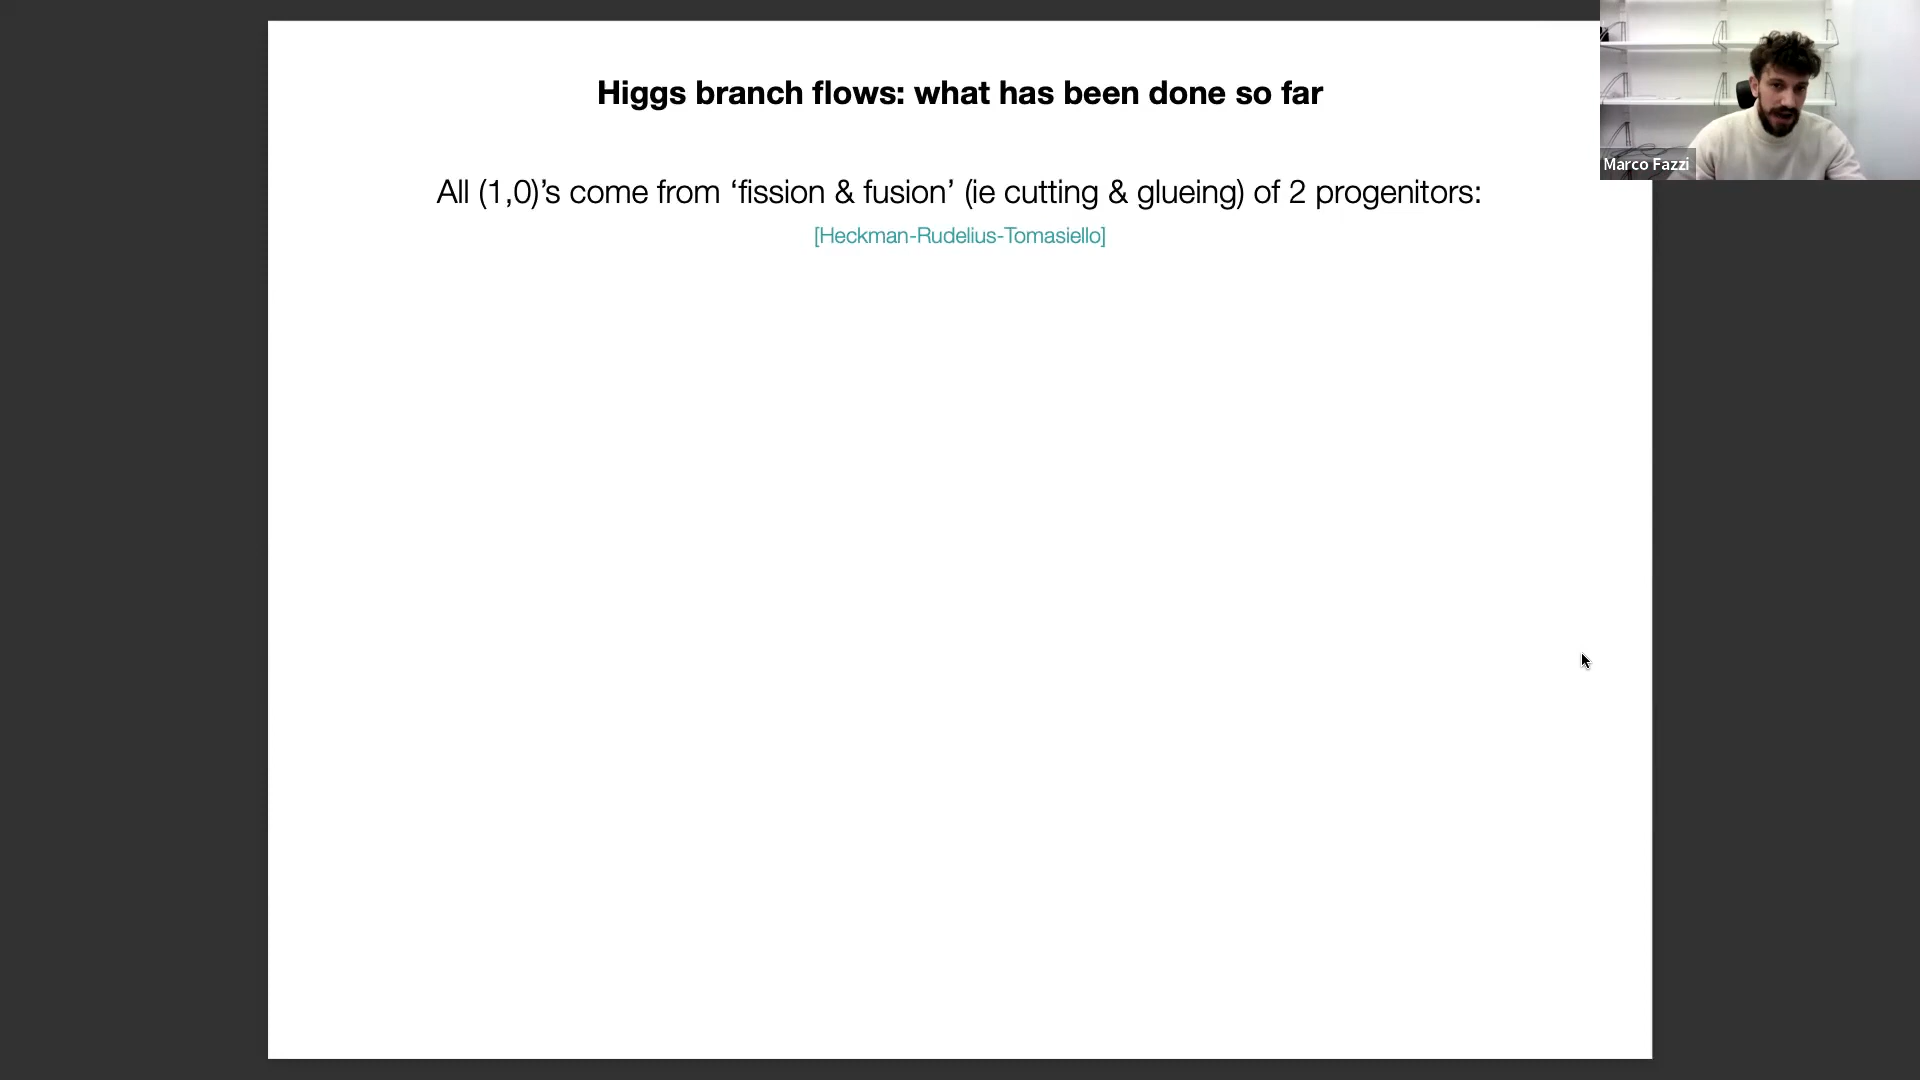 Higgs branch flows: what has been done so far
All (1,0)’s come from ‘fission & fusion’ (ie cutting & glueing) of 2 progenitors:
[Heckman-Rudelius-Tomasiello]
Marco Fazzi